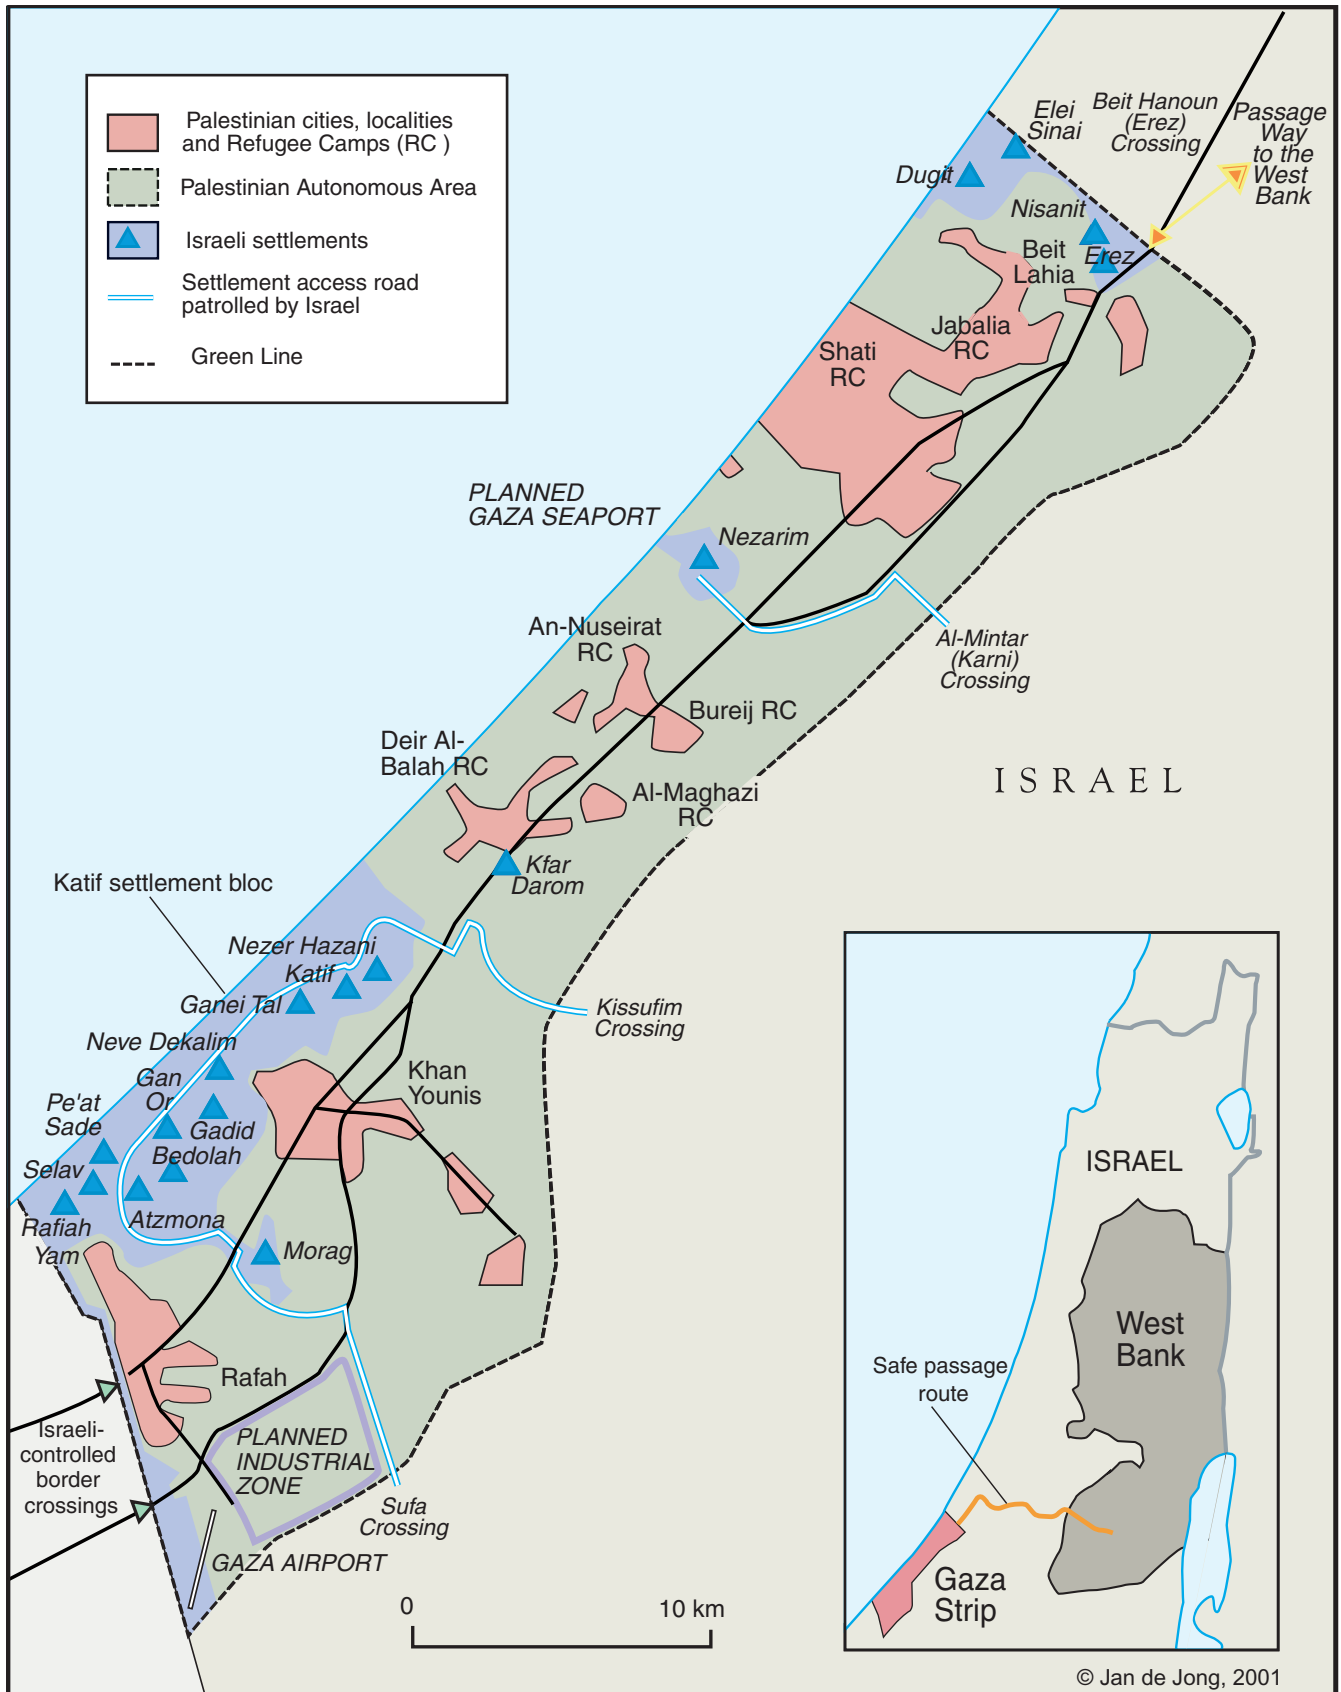 Palestinian cities, localities
and Refugee Camps (RC )
Palestinian Autonomous Area
Israeli settlements
Settlement access road
patrolled by Israel
Green Line
Elei
Sinai
Beit Hanoun
(Erez)
Crossing
Passage
Way
to the
West
Bank
Dugit
Nisanit
Erez
Beit
Lahia
Jabalia
RC
Shati
RC
PLANNED
GAZA SEAPORT
Nezarim
An-Nuseirat
RC
Al-Mintar
(Karni)
Crossing
Bureij RC
Deir Al-
Balah RC
Al-Maghazi
RC
ISRAEL
Kfar
Darom
Katif settlement bloc
Nezer Hazani
Katif
Ganei Tal
Kissufim
Crossing
Neve Dekalim
Gan
Or
Khan
Younis
Pe'at
Sade
Gadid
Bedolah
Selav
Atzmona
Rafiah
Yam
Morag
Rafah
Israeli-
controlled
border
crossings
PLANNED
INDUSTRIAL
ZONE
Sufa
Crossing
GAZA AIRPORT
0
10 km
ISRAEL
West
Bank
Safe passage
route
Gaza
Strip
© Jan de Jong, 2001